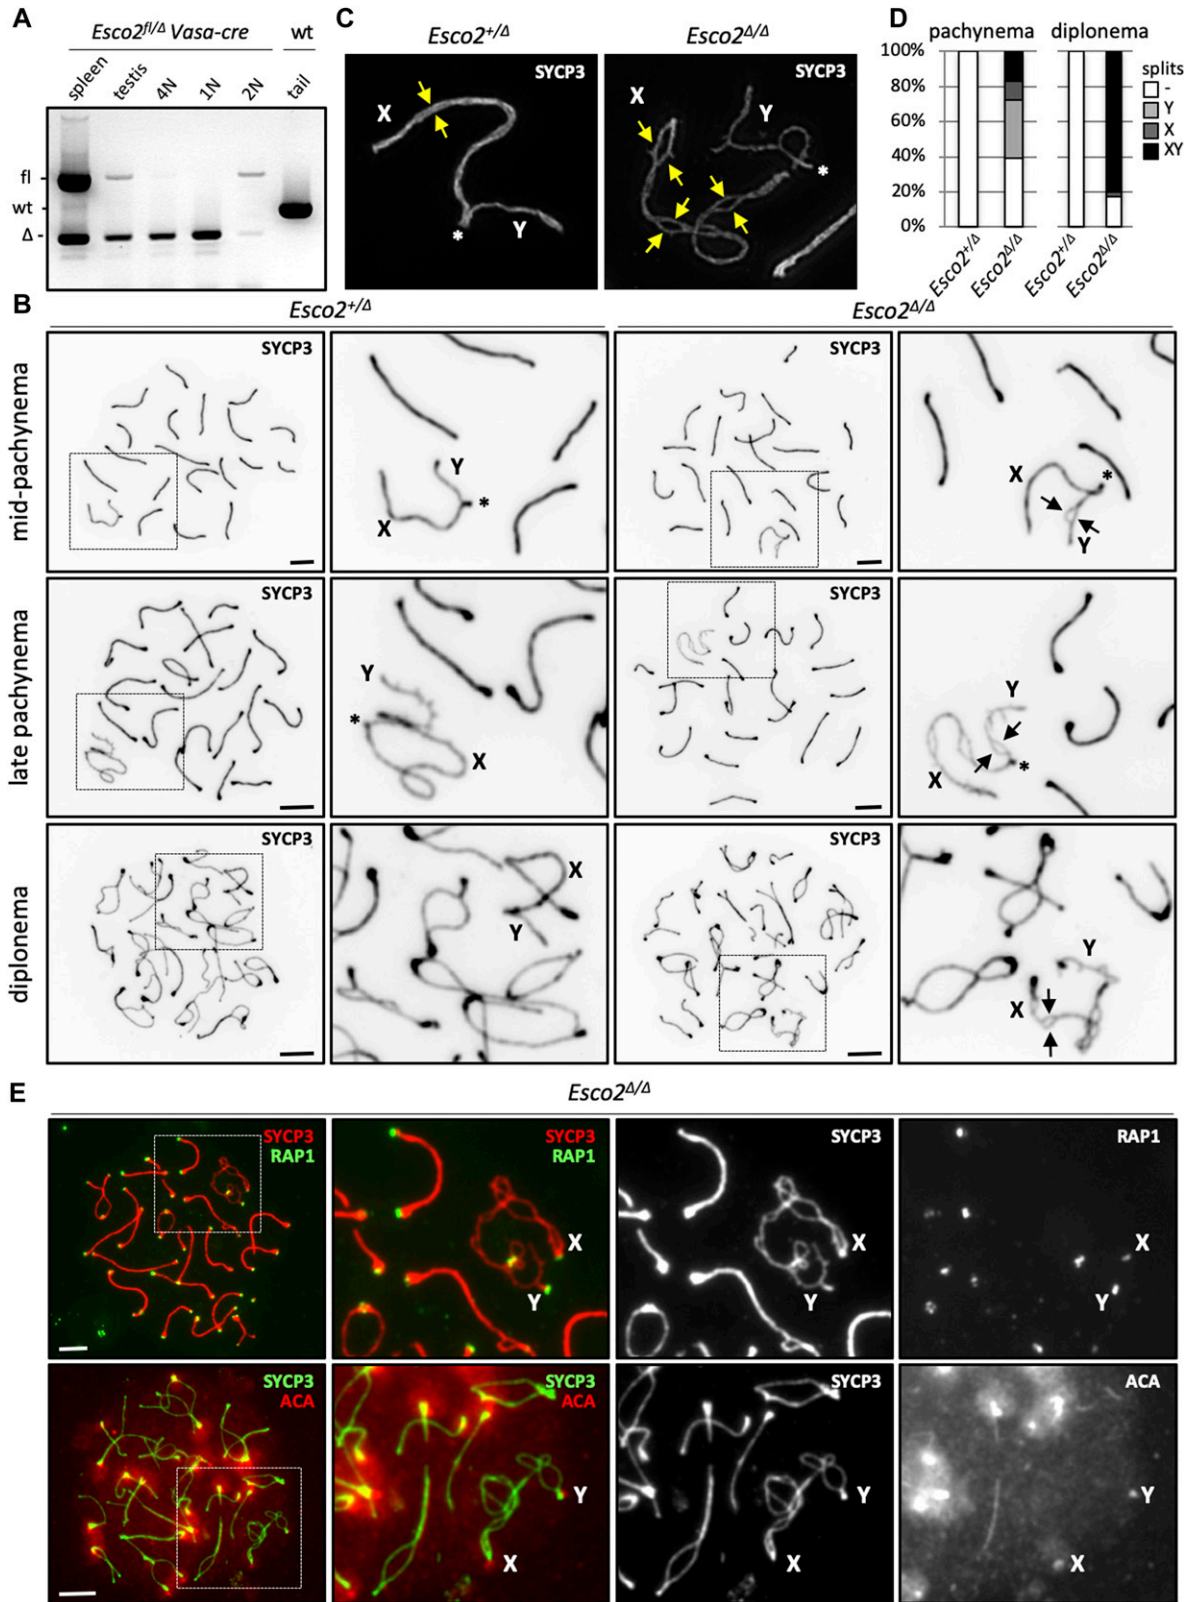 A
Esco2fl/Δ Vasa-cre wt
spleen testis 4N 1N 2N tail
fl -
wt -
Δ -
C
Esco2+/Δ Esco2Δ/Δ
SYCP3 SYCP3
X Y *
X Y *
D
pachynema diplonema
100%
80%
60%
40%
20%
0%
Esco2+/Δ Esco2Δ/Δ Esco2+/Δ Esco2Δ/Δ
splits
-
Y
X
XY
B
Esco2+/Δ Esco2Δ/Δ
mid-pachynema
SYCP3 SYCP3
Y X *
X Y *
late pachynema
SYCP3 SYCP3
Y * X
Y X *
diplonema
SYCP3 SYCP3
X Y
Y X
E
Esco2Δ/Δ
SYCP3 SYCP3 SYCP3 RAP1
RAP1 RAP1
X X X
Y Y Y
SYCP3 SYCP3 SYCP3 ACA
ACA ACA
Y Y Y
X X X